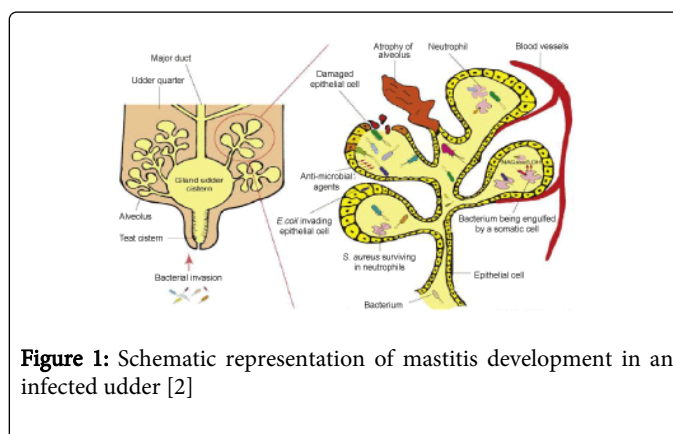 Major duct
Udder quarter
Gland udder
cistern
Alveolus
Teat cistern
Bacterial invasion
Atrophy of
alveolus
Neutrophil
Blood vessels
Damaged
epithelial cell
Anti-microbial
agents
E coli invading
epithelial cell
S. aureus surviving
in neutrophils
Bacterium
Bacterium being engulfed
by a somatic cell
Epithelial cell
Figure 1: Schematic representation of mastitis development in an
infected udder [2]